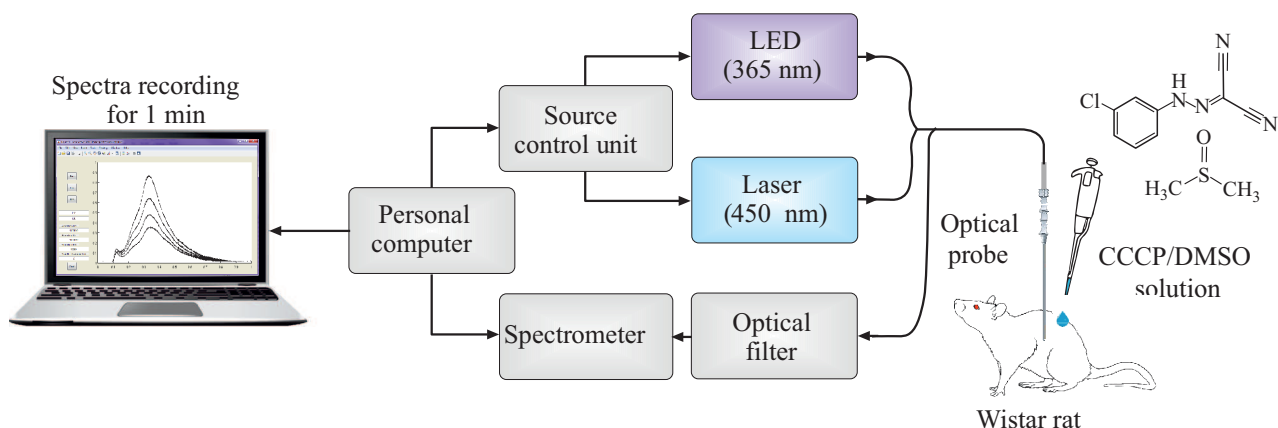 Spectra recording
for 1 min
Personal
computer
Source
control unit
LED
(365 nm)
Laser
(450 nm)
Spectrometer
Optical
filter
Optical
probe
CCCP/DMSO
solution
Wistar rat
Cl
H
N
N
N
N
O
S
H₃C
CH₃